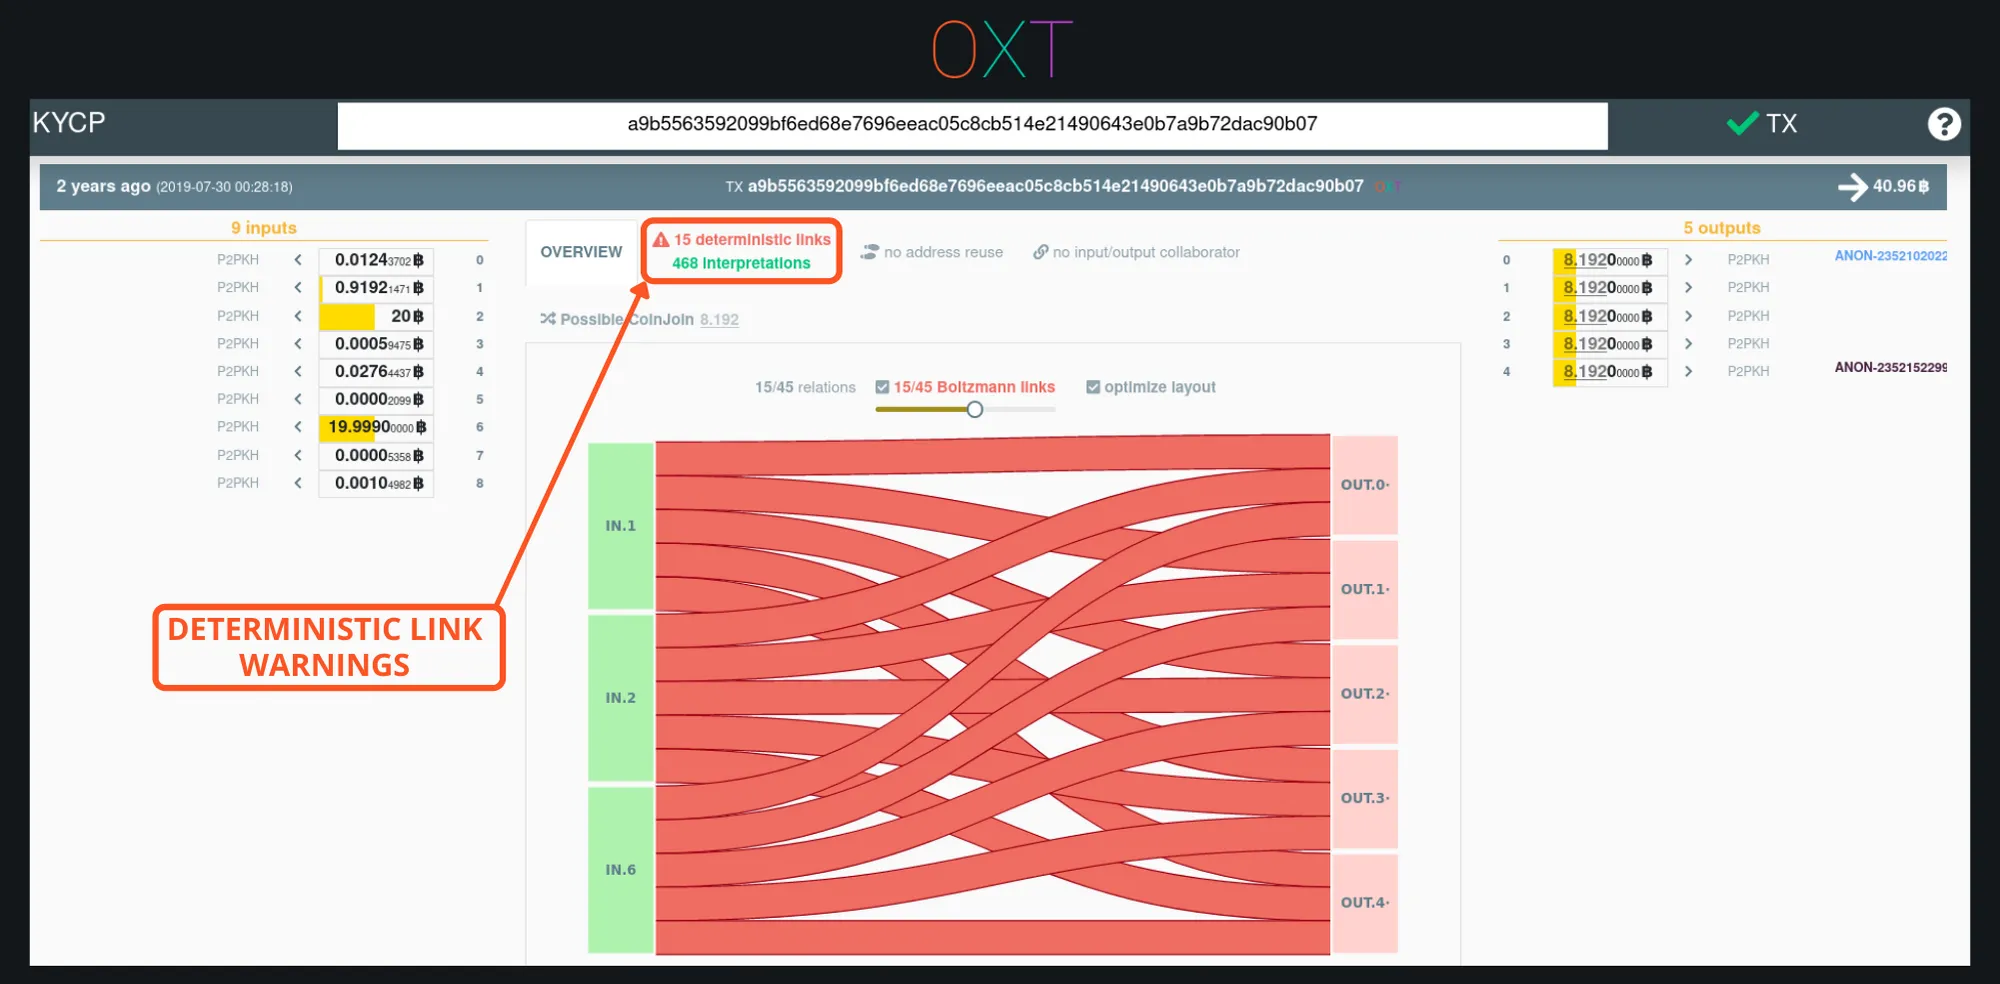 OXT
KYCP
a9b5563592099bf6ed68e7696eeac05c8cb514e21490643e0b7a9b72dac90b07
TX
?
2 years ago (2019-07-30 00:28:18)
TX a9b5563592099bf6ed68e7696eeac05c8cb514e21490643e0b7a9b72dac90b07 OXT
40.96฿
9 inputs
P2PKH < 0.01243702฿ 0
P2PKH < 0.91921471฿ 1
P2PKH < 20฿ 2
P2PKH < 0.00059475฿ 3
P2PKH < 0.02764437฿ 4
P2PKH < 0.00002099฿ 5
P2PKH < 19.99900000฿ 6
P2PKH < 0.00005358฿ 7
P2PKH < 0.00104982฿ 8
OVERVIEW
15 deterministic links
468 interpretations
no address reuse
no input/output collaborator
Possible CoinJoin 8.192
15/45 relations
15/45 Boltzmann links
optimize layout
IN.1
IN.2
IN.6
OUT.0·
OUT.1·
OUT.2·
OUT.3·
OUT.4·
5 outputs
0 8.19200000฿ > P2PKH ANON-2352102022
1 8.19200000฿ > P2PKH
2 8.19200000฿ > P2PKH
3 8.19200000฿ > P2PKH
4 8.19200000฿ > P2PKH ANON-2352152299
DETERMINISTIC LINK
WARNINGS